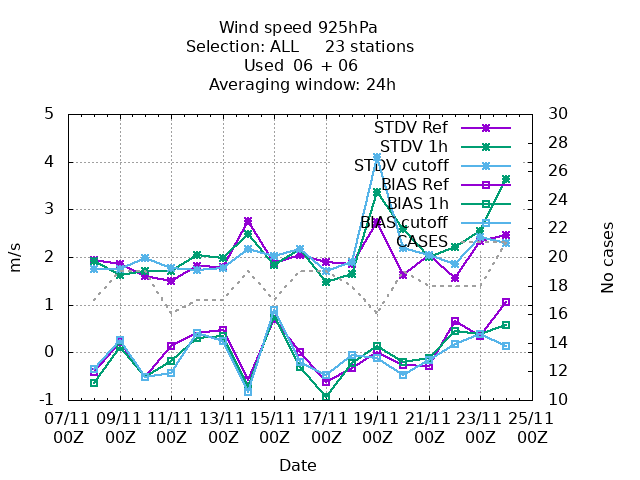 Wind speed 925hPa
Selection: ALL 23 stations
Used 06 + 06
Averaging window: 24h
m/s
5
4
3
2
1
0
-1
STDV Ref
STDV 1h
STDV cutoff
BIAS Ref
BIAS 1h
BIAS cutoff
CASES
30
28
26
24
22
20
18
16
14
12
10
No cases
07/11 09/11 11/11 13/11 15/11 17/11 19/11 21/11 23/11 25/11
00Z 00Z 00Z 00Z 00Z 00Z 00Z 00Z 00Z 00Z
Date